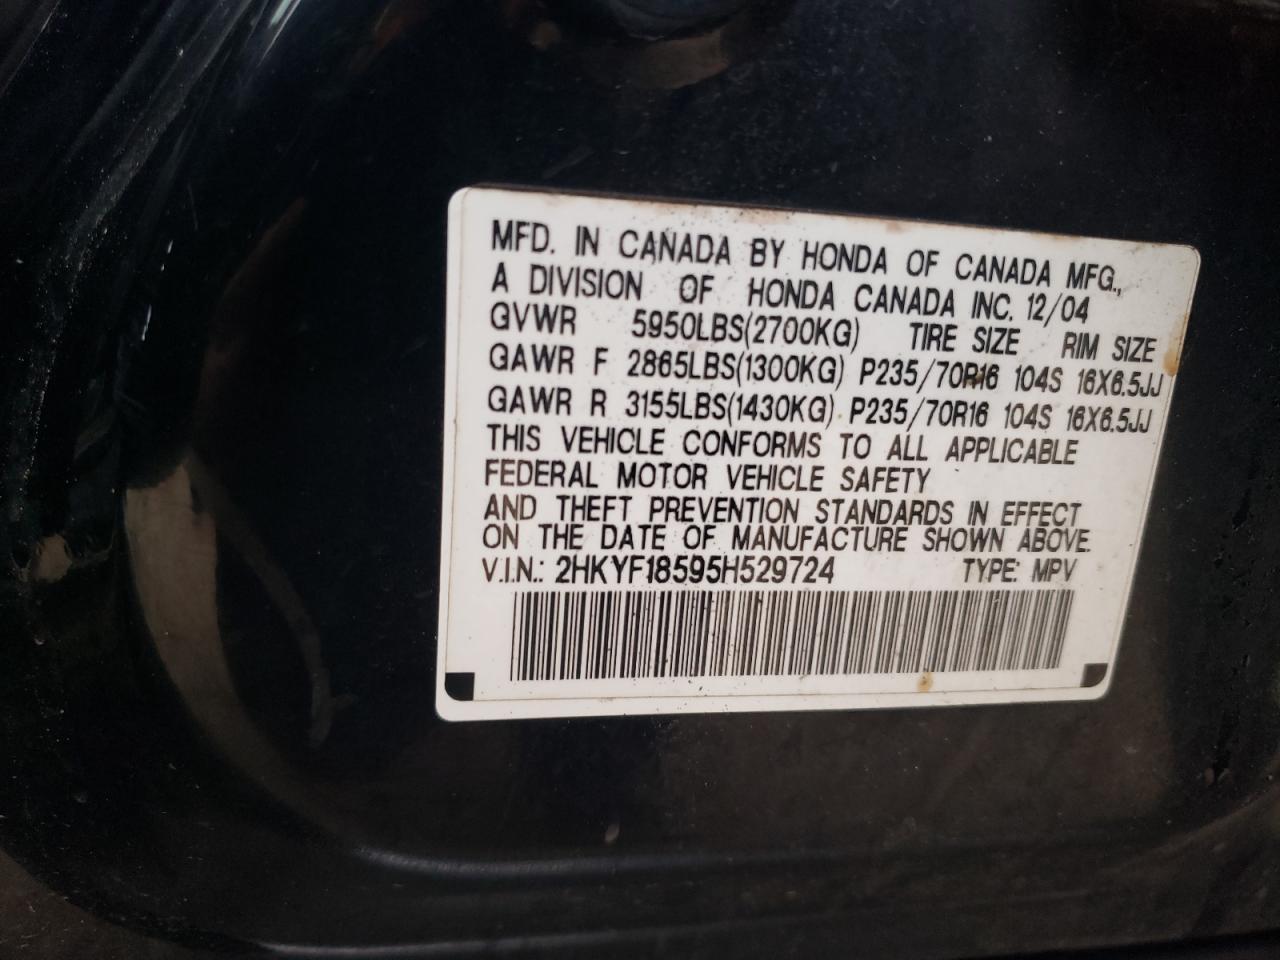 MFD. IN CANADA BY HONDA OF CANADA MFG.,
A DIVISION OF HONDA CANADA INC. 12/04
GVWR 5950LBS(2700KG) TIRE SIZE RIM SIZE
GAWR F 2865LBS(1300KG) P235/70R16 104S 16X6.5JJ
GAWR R 3155LBS(1430KG) P235/70R16 104S 16X6.5JJ
THIS VEHICLE CONFORMS TO ALL APPLICABLE
FEDERAL MOTOR VEHICLE SAFETY
AND THEFT PREVENTION STANDARDS IN EFFECT
ON THE DATE OF MANUFACTURE SHOWN ABOVE.
V.I.N.: 2HKYF18595H529724 TYPE: MPV